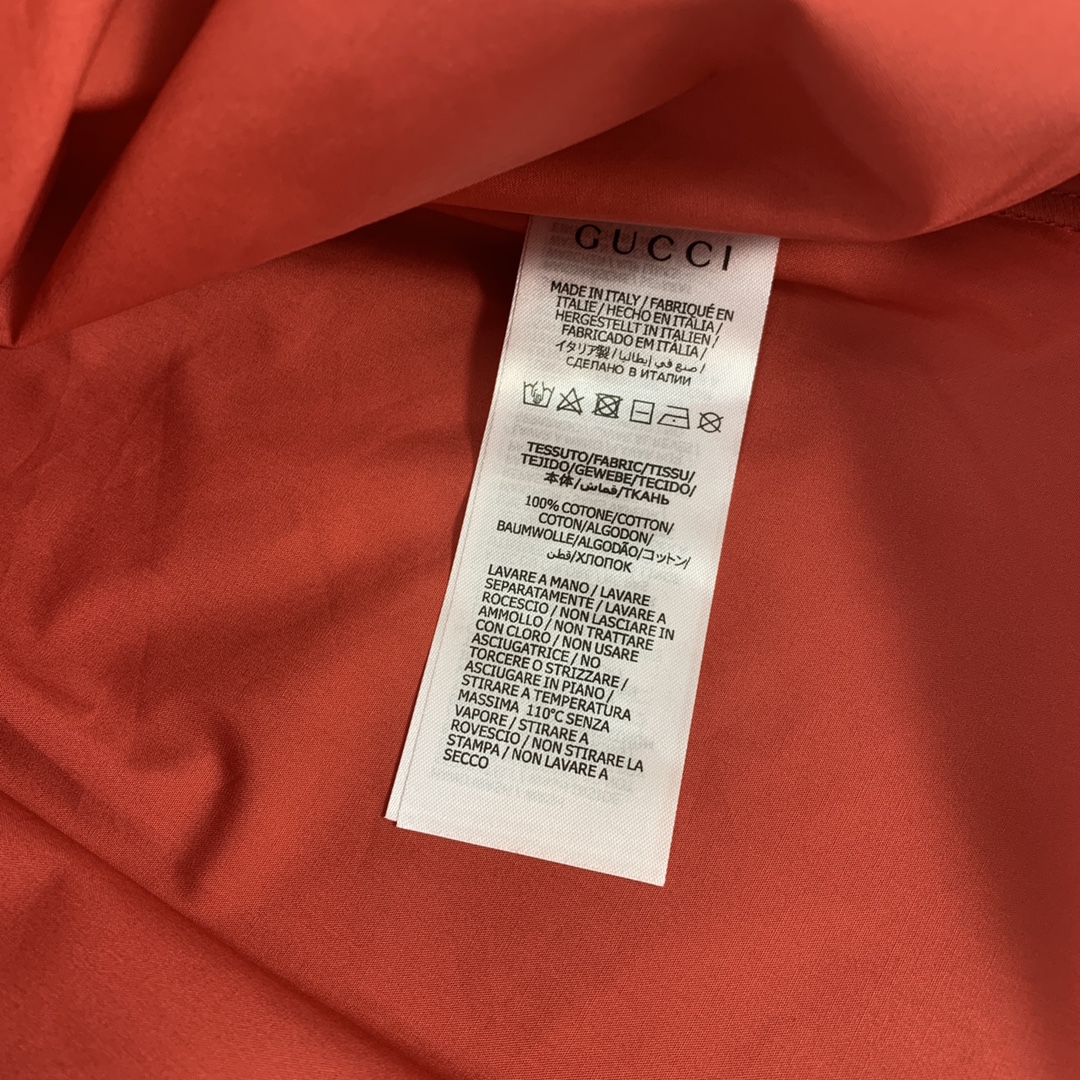 GUCCI
MADE IN ITALY / FABRIQUÉ EN
ITALIE / HECHO EN ITALIA /
HERGESTELLT IN ITALIEN /
FABRICADO EM ITÁLIA /
イタリア製 / صنع في إيطاليا /
СДЕЛАНО В ИТАЛИИ
TESSUTO/FABRIC/TISSU/
TEJIDO/GEWEBE/TECIDO/
本体/قماش/ТКАНЬ
100% COTONE/COTTON/
COTON/ALGODON/
BAUMWOLLE/ALGODÃO/コットン/
قطن/ХЛОПОК
LAVARE A MANO / LAVARE
SEPARATAMENTE / LAVARE A
ROCESCIO / NON LASCIARE IN
AMMOLLO / NON TRATTARE
CON CLORO / NON USARE
ASCIUGATRICE / NO
TORCERE O STRIZZARE /
ASCIUGARE IN PIANO /
STIRARE A TEMPERATURA
MASSIMA 110°C SENZA
VAPORE / STIRARE A
ROVESCIO / NON STIRARE LA
STAMPA / NON LAVARE A
SECCO